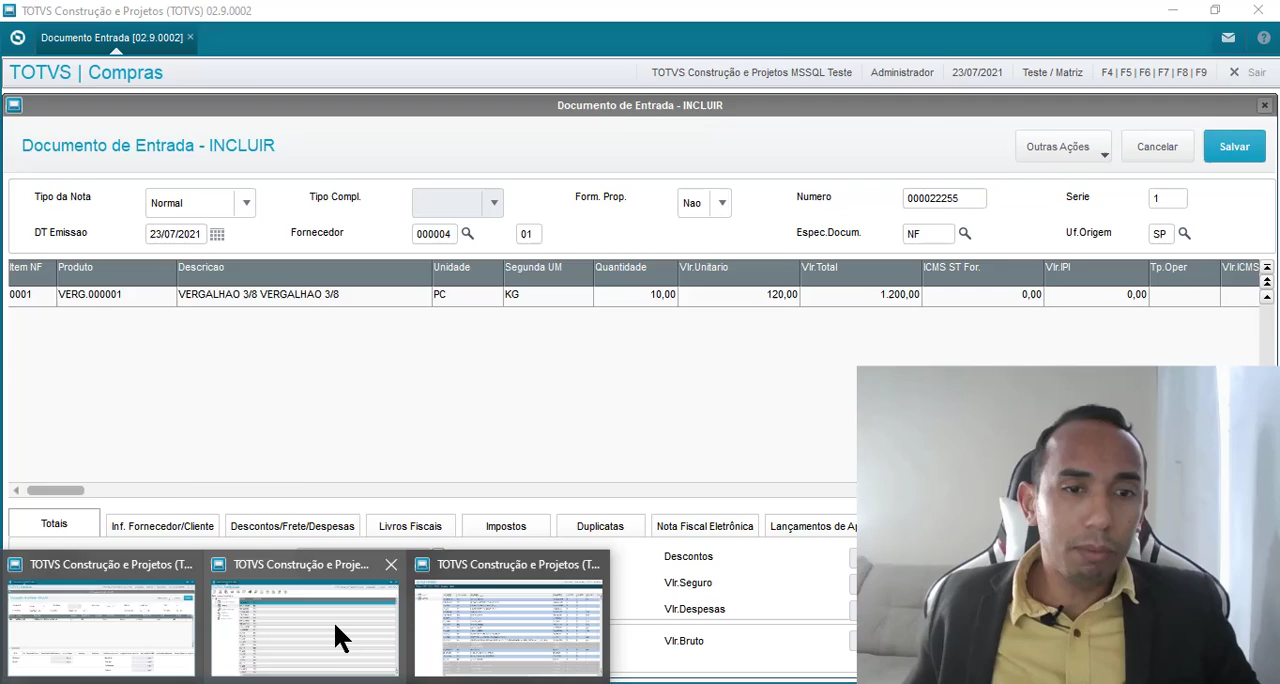 TOTVS Construção e Projetos (TOTVS) 02.9.0002
Documento Entrada [02.9.0002] ×
TOTVS | Compras
TOTVS Construção e Projetos MSSQL Teste Administrador 23/07/2021 Teste / Matriz F4 | F5 | F6 | F7 | F8 | F9 Sair
Documento de Entrada - INCLUIR
Documento de Entrada - INCLUIR
Outras Ações Cancelar Salvar
Tipo da Nota Normal Tipo Compl. Form. Prop. Nao Numero 000022255 Serie 1
DT Emissao 23/07/2021 Fornecedor 000004 01 Espec.Docum. NF Uf.Origem SP
Item NF Produto Descricao Unidade Segunda UM Quantidade Vlr.Unitario Vlr.Total ICMS ST For. Vlr.IPI Tp.Oper Vlr.ICMS
0001 VERG.000001 VERGALHAO 3/8 VERGALHAO 3/8 PC KG 10,00 120,00 1.200,00 0,00 0,00
Totais Inf. Fornecedor/Cliente Descontos/Frete/Despesas Livros Fiscais Impostos Duplicatas Nota Fiscal Eletrônica Lançamentos de Ap
Descontos
Vlr.Seguro
Vlr.Despesas
Vlr.Bruto
TOTVS Construção e Projetos (T... TOTVS Construção e Proje... TOTVS Construção e Projetos (T...